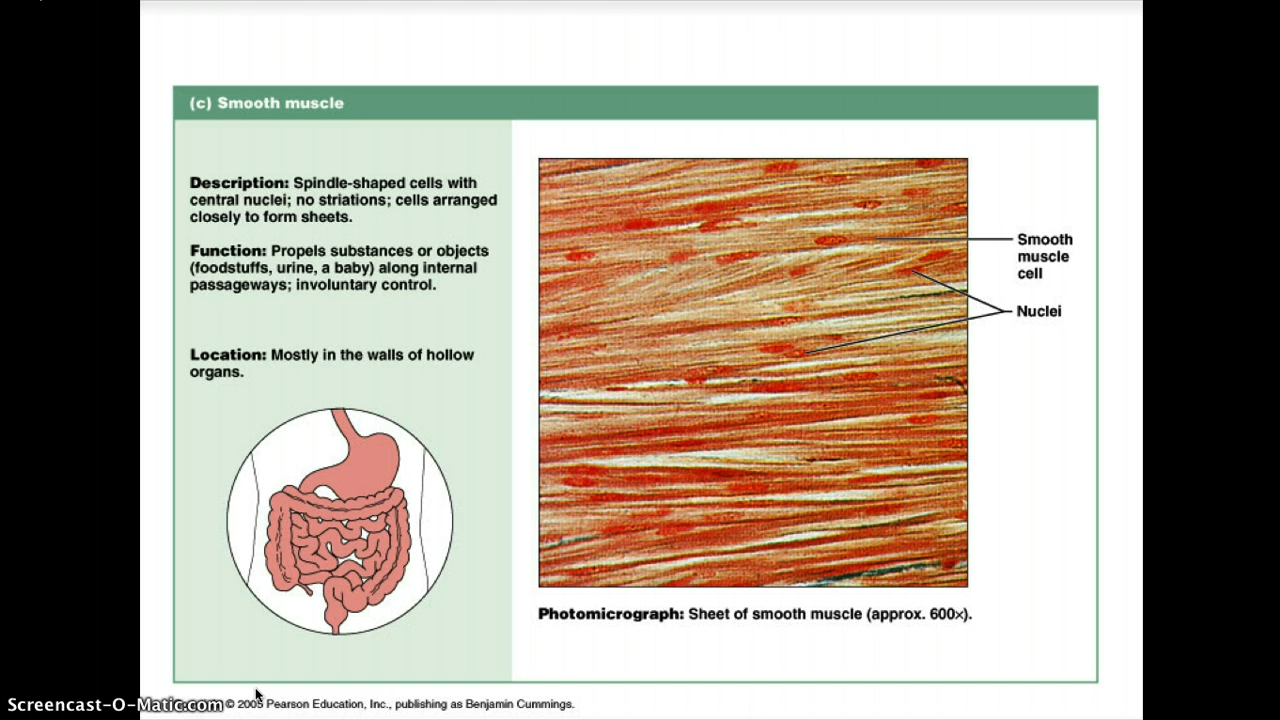 (c) Smooth muscle
Description: Spindle-shaped cells with
central nuclei; no striations; cells arranged
closely to form sheets.
Function: Propels substances or objects
(foodstuffs, urine, a baby) along internal
passageways; involuntary control.
Location: Mostly in the walls of hollow
organs.
Smooth
muscle
cell
Nuclei
Photomicrograph: Sheet of smooth muscle (approx. 600×).
Screencast-O-Matic.com
© 2005 Pearson Education, Inc., publishing as Benjamin Cummings.